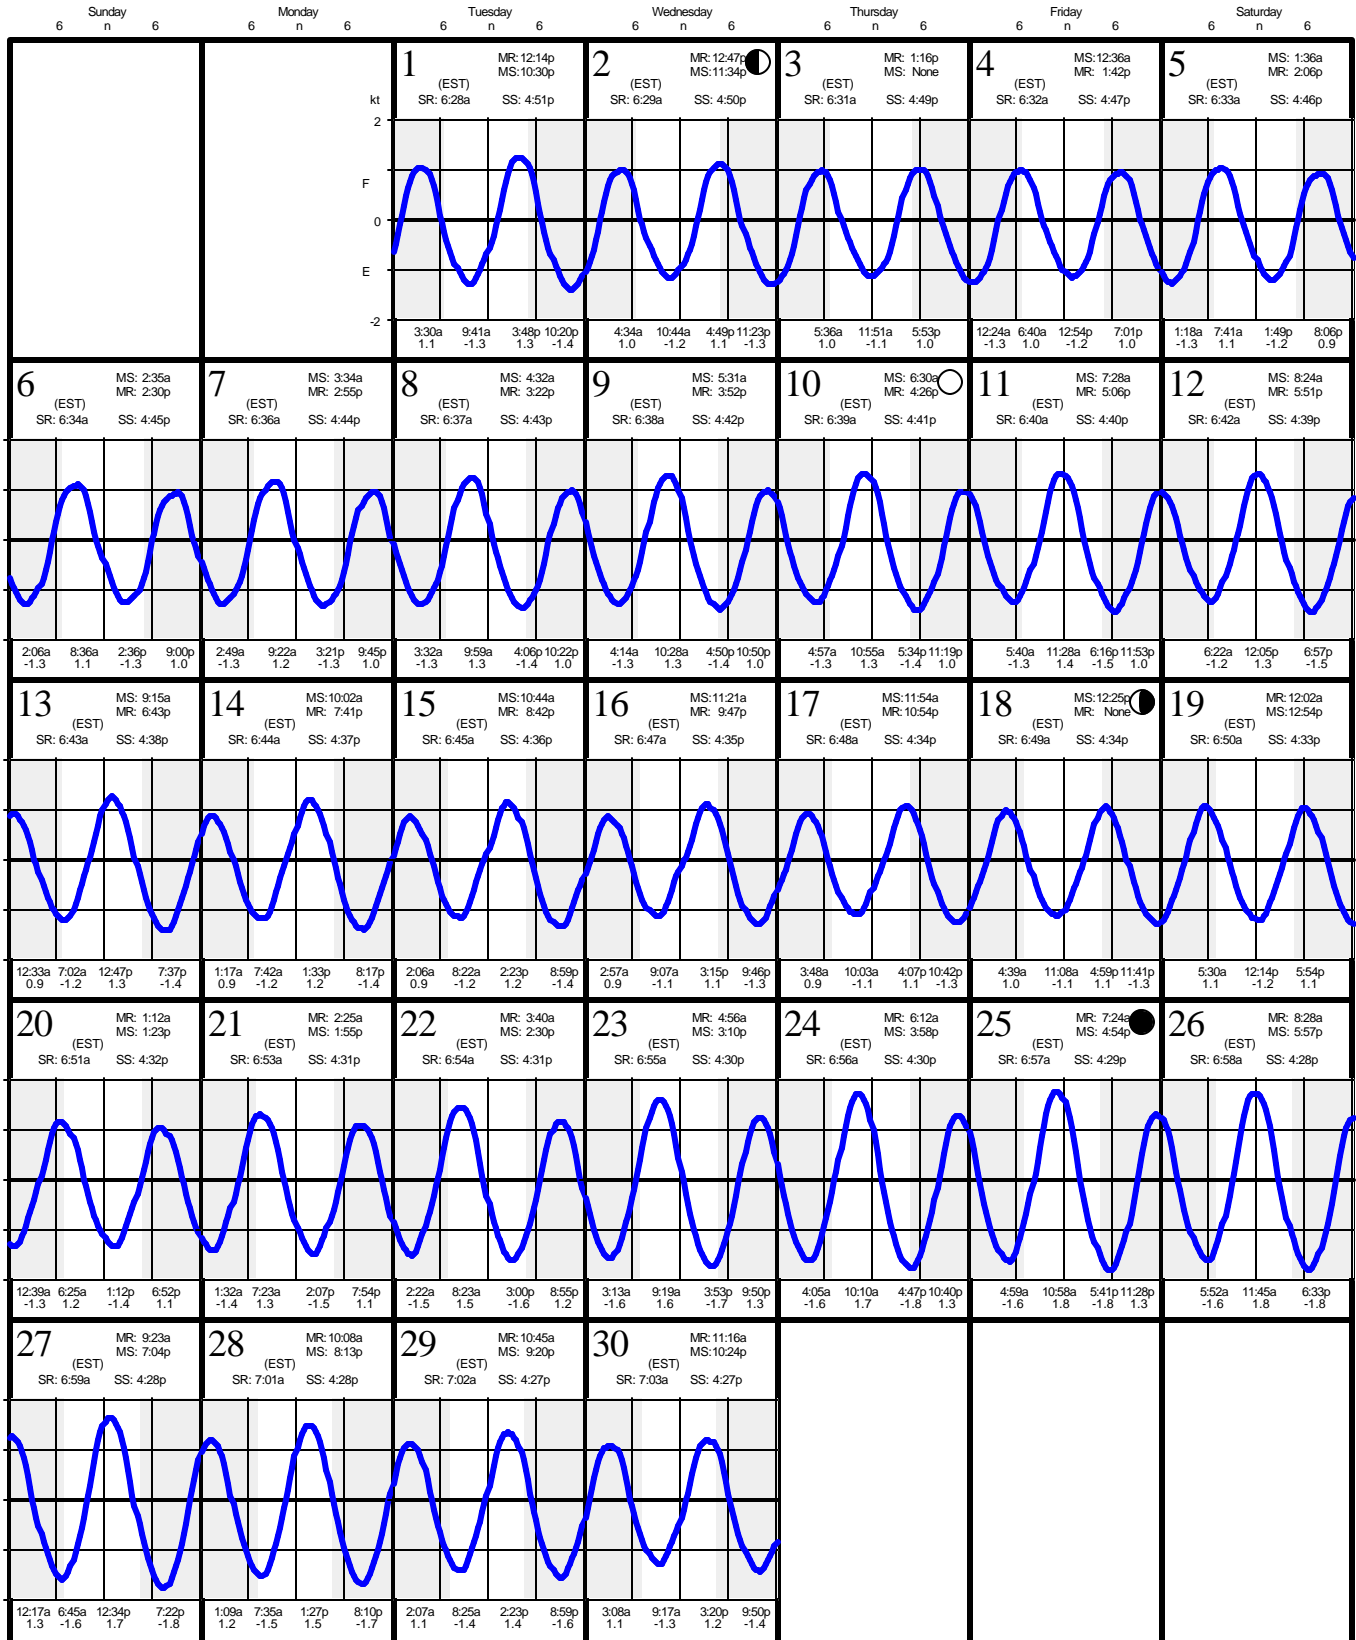 Sunday Monday Tuesday Wednesday Thursday Friday Saturday
6 n 6 6 n 6 6 n 6 6 n 6 6 n 6 6 n 6 6 n 6
1 MR: 12:14p
MS:10:30p
(EST)
SR: 6:28a SS: 4:51p
2 MR: 12:47p
MS:11:34p
(EST)
SR: 6:29a SS: 4:50p
3 MR: 1:16p
MS: None
(EST)
SR: 6:31a SS: 4:49p
4 MS:12:36a
MR: 1:42p
(EST)
SR: 6:32a SS: 4:47p
5 MS: 1:36a
MR: 2:06p
(EST)
SR: 6:33a SS: 4:46p
kt
2
F
0
E
-2
3:30a 9:41a 3:48p 10:20p
1.1 -1.3 1.3 -1.4
4:34a 10:44a 4:49p 11:23p
1.0 -1.2 1.1 -1.3
5:36a 11:51a 5:53p
1.0 -1.1 1.0
12:24a 6:40a 12:54p 7:01p
-1.3 1.0 -1.2 1.0
1:18a 7:41a 1:49p 8:06p
-1.3 1.1 -1.2 0.9
6 MS: 2:35a
MR: 2:30p
(EST)
SR: 6:34a SS: 4:45p
7 MS: 3:34a
MR: 2:55p
(EST)
SR: 6:36a SS: 4:44p
8 MS: 4:32a
MR: 3:22p
(EST)
SR: 6:37a SS: 4:43p
9 MS: 5:31a
MR: 3:52p
(EST)
SR: 6:38a SS: 4:42p
10 MS: 6:30a
MR: 4:26p
(EST)
SR: 6:39a SS: 4:41p
11 MS: 7:28a
MR: 5:06p
(EST)
SR: 6:40a SS: 4:40p
12 MS: 8:24a
MR: 5:51p
(EST)
SR: 6:42a SS: 4:39p
2:06a 8:36a 2:36p 9:00p
-1.3 1.1 -1.3 1.0
2:49a 9:22a 3:21p 9:45p
-1.3 1.2 -1.3 1.0
3:32a 9:59a 4:06p 10:22p
-1.3 1.3 -1.4 1.0
4:14a 10:28a 4:50p 10:50p
-1.3 1.3 -1.4 1.0
4:57a 10:55a 5:34p 11:19p
-1.3 1.3 -1.4 1.0
5:40a 11:28a 6:16p 11:53p
-1.3 1.4 -1.5 1.0
6:22a 12:05p 6:57p
-1.2 1.3 -1.5
13 MS: 9:15a
MR: 6:43p
(EST)
SR: 6:43a SS: 4:38p
14 MS:10:02a
MR: 7:41p
(EST)
SR: 6:44a SS: 4:37p
15 MS:10:44a
MR: 8:42p
(EST)
SR: 6:45a SS: 4:36p
16 MS:11:21a
MR: 9:47p
(EST)
SR: 6:47a SS: 4:35p
17 MS:11:54a
MR: 10:54p
(EST)
SR: 6:48a SS: 4:34p
18 MS:12:25p
MR: None
(EST)
SR: 6:49a SS: 4:34p
19 MR: 12:02a
MS:12:54p
(EST)
SR: 6:50a SS: 4:33p
12:33a 7:02a 12:47p 7:37p
0.9 -1.2 1.3 -1.4
1:17a 7:42a 1:33p 8:17p
0.9 -1.2 1.2 -1.4
2:06a 8:22a 2:23p 8:59p
0.9 -1.2 1.2 -1.4
2:57a 9:07a 3:15p 9:46p
0.9 -1.1 1.1 -1.3
3:48a 10:03a 4:07p 10:42p
0.9 -1.1 1.1 -1.3
4:39a 11:08a 4:59p 11:41p
1.0 -1.1 1.1 -1.3
5:30a 12:14p 5:54p
1.1 -1.2 1.1
20 MR: 1:12a
MS: 1:23p
(EST)
SR: 6:51a SS: 4:32p
21 MR: 2:25a
MS: 1:55p
(EST)
SR: 6:53a SS: 4:31p
22 MR: 3:40a
MS: 2:30p
(EST)
SR: 6:54a SS: 4:31p
23 MR: 4:56a
MS: 3:10p
(EST)
SR: 6:55a SS: 4:30p
24 MR: 6:12a
MS: 3:58p
(EST)
SR: 6:56a SS: 4:30p
25 MR: 7:24a
MS: 4:54p
(EST)
SR: 6:57a SS: 4:29p
26 MR: 8:28a
MS: 5:57p
(EST)
SR: 6:58a SS: 4:28p
12:39a 6:25a 1:12p 6:52p
-1.3 1.2 -1.4 1.1
1:32a 7:23a 2:07p 7:54p
-1.4 1.3 -1.5 1.1
2:22a 8:23a 3:00p 8:55p
-1.5 1.5 -1.6 1.2
3:13a 9:19a 3:53p 9:50p
-1.6 1.6 -1.7 1.3
4:05a 10:10a 4:47p 10:40p
-1.6 1.7 -1.8 1.3
4:59a 10:58a 5:41p 11:28p
-1.6 1.8 -1.8 1.3
5:52a 11:45a 6:33p
-1.6 1.8 -1.8
27 MR: 9:23a
MS: 7:04p
(EST)
SR: 6:59a SS: 4:28p
28 MR: 10:08a
MS: 8:13p
(EST)
SR: 7:01a SS: 4:28p
29 MR: 10:45a
MS: 9:20p
(EST)
SR: 7:02a SS: 4:27p
30 MR: 11:16a
MS:10:24p
(EST)
SR: 7:03a SS: 4:27p
12:17a 6:45a 12:34p 7:22p
1.3 -1.6 1.7 -1.8
1:09a 7:35a 1:27p 8:10p
1.2 -1.5 1.5 -1.7
2:07a 8:25a 2:23p 8:59p
1.1 -1.4 1.4 -1.6
3:08a 9:17a 3:20p 9:50p
1.1 -1.3 1.2 -1.4